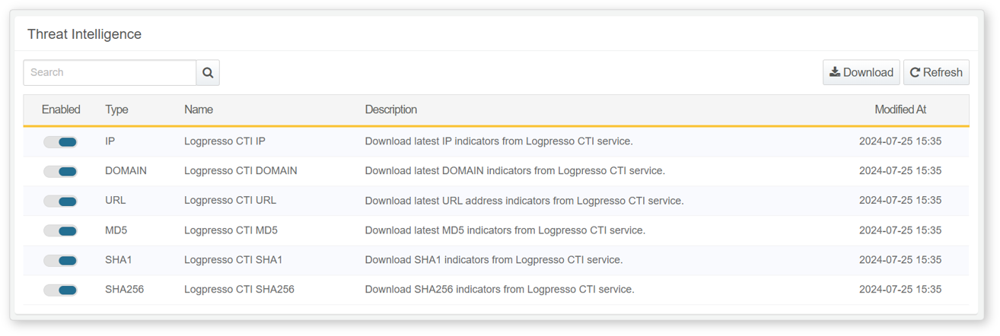 Threat Intelligence
Search
Download Refresh
Enabled Type Name Description Modified At
IP Logpresso CTI IP Download latest IP indicators from Logpresso CTI service. 2024-07-25 15:35
DOMAIN Logpresso CTI DOMAIN Download latest DOMAIN indicators from Logpresso CTI service. 2024-07-25 15:35
URL Logpresso CTI URL Download latest URL address indicators from Logpresso CTI service. 2024-07-25 15:35
MD5 Logpresso CTI MD5 Download latest MD5 indicators from Logpresso CTI service. 2024-07-25 15:35
SHA1 Logpresso CTI SHA1 Download SHA1 indicators from Logpresso CTI service. 2024-07-25 15:35
SHA256 Logpresso CTI SHA256 Download SHA256 indicators from Logpresso CTI service. 2024-07-25 15:35